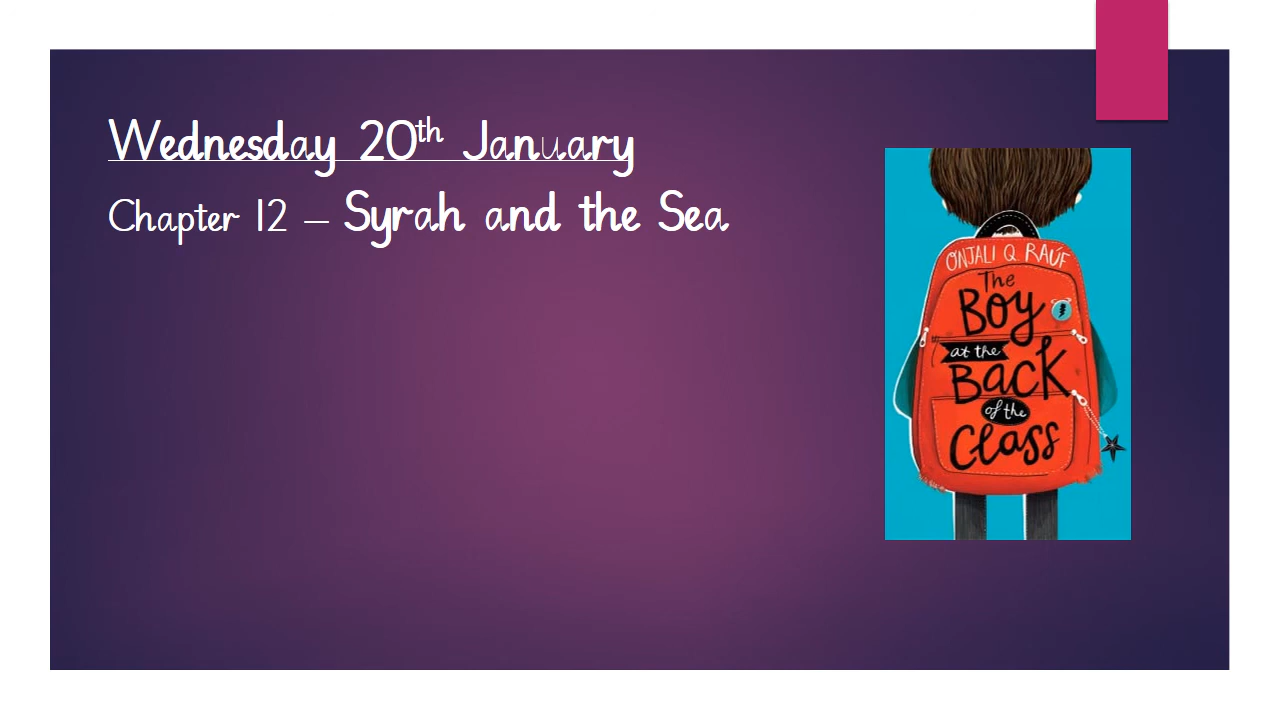 Wednesday 20th January
Chapter 12 – Syrah and the Sea
ONJALI Q RAÚF
The
Boy
at the
Back
of the
Class